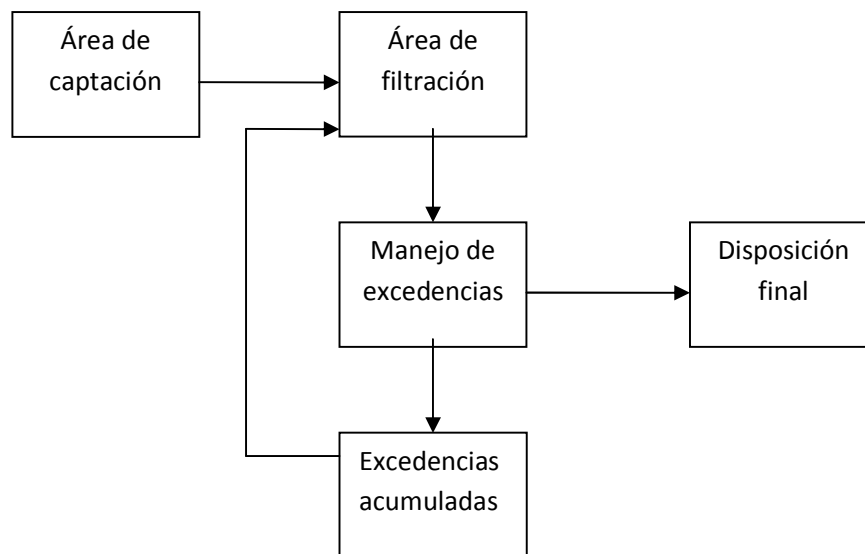 Área de
captación
Área de
filtración
Manejo de
excedencias
Disposición
final
Excedencias
acumuladas